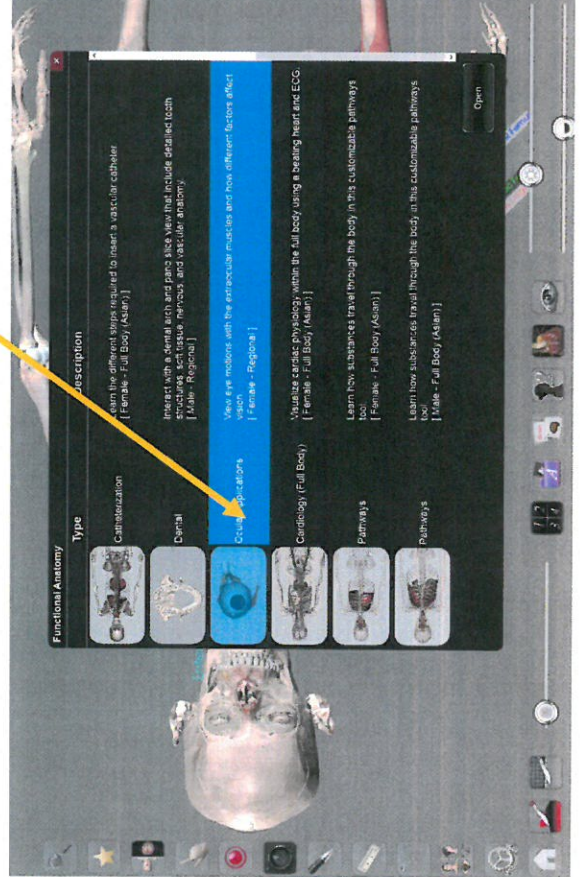 Functional Anatomy
Type
Description
Cathreterization
Learn the different steps required to insert a vascular catheter.
[ Female - Full Body (Asian) ]
Dental
Interact with a dental arch and pano slice view that include detailed tooth
structures, soft tissue, nervous, and vascular anatomy.
[ Male - Regional ]
Ocular Applications
View eye motions with the extraocular muscles and how different factors affect
vision
[ Female - Regional ]
Cardiology (Full Body)
Visualize cardiac physiology within the full body using a beating heart and ECG.
[ Female - Full Body (Asian) ]
Pathways
Learn how substances travel through the body in this customizable pathways
tool.
[ Female - Full Body (Asian) ]
Pathways
Learn how substances travel through the body in this customizable pathways
tool.
[ Male - Full Body (Asian) ]
Open